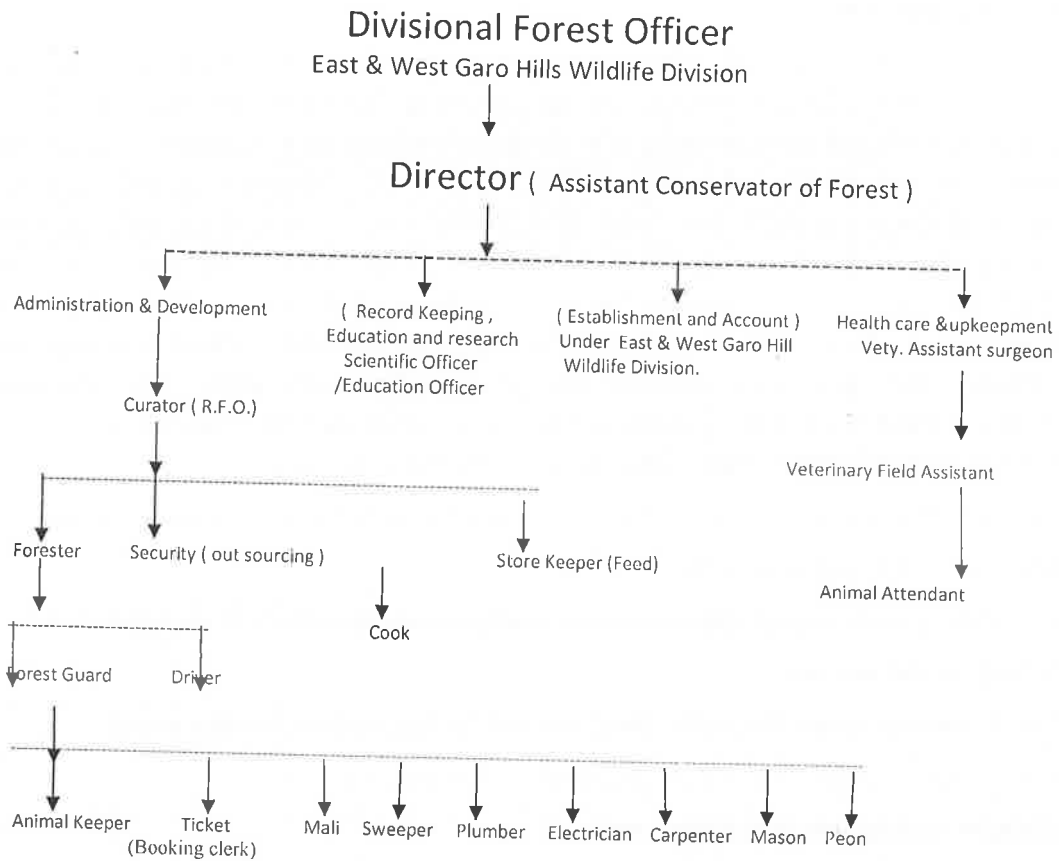 Divisional Forest Officer
East & West Garo Hills Wildlife Division
Director ( Assistant Conservator of Forest )
Administration & Development
( Record Keeping ,
Education and research
Scientific Officer
/Education Officer
( Establishment and Account )
Under East & West Garo Hill
Wildlife Division.
Health care &upkeepment
Vety. Assistant surgeon
Curator ( R.F.O.)
Veterinary Field Assistant
Forester
Security ( out sourcing )
Store Keeper (Feed)
Animal Attendant
Cook
Forest Guard
Driver
Animal Keeper
Ticket
(Booking clerk)
Mali
Sweeper
Plumber
Electrician
Carpenter
Mason
Peon